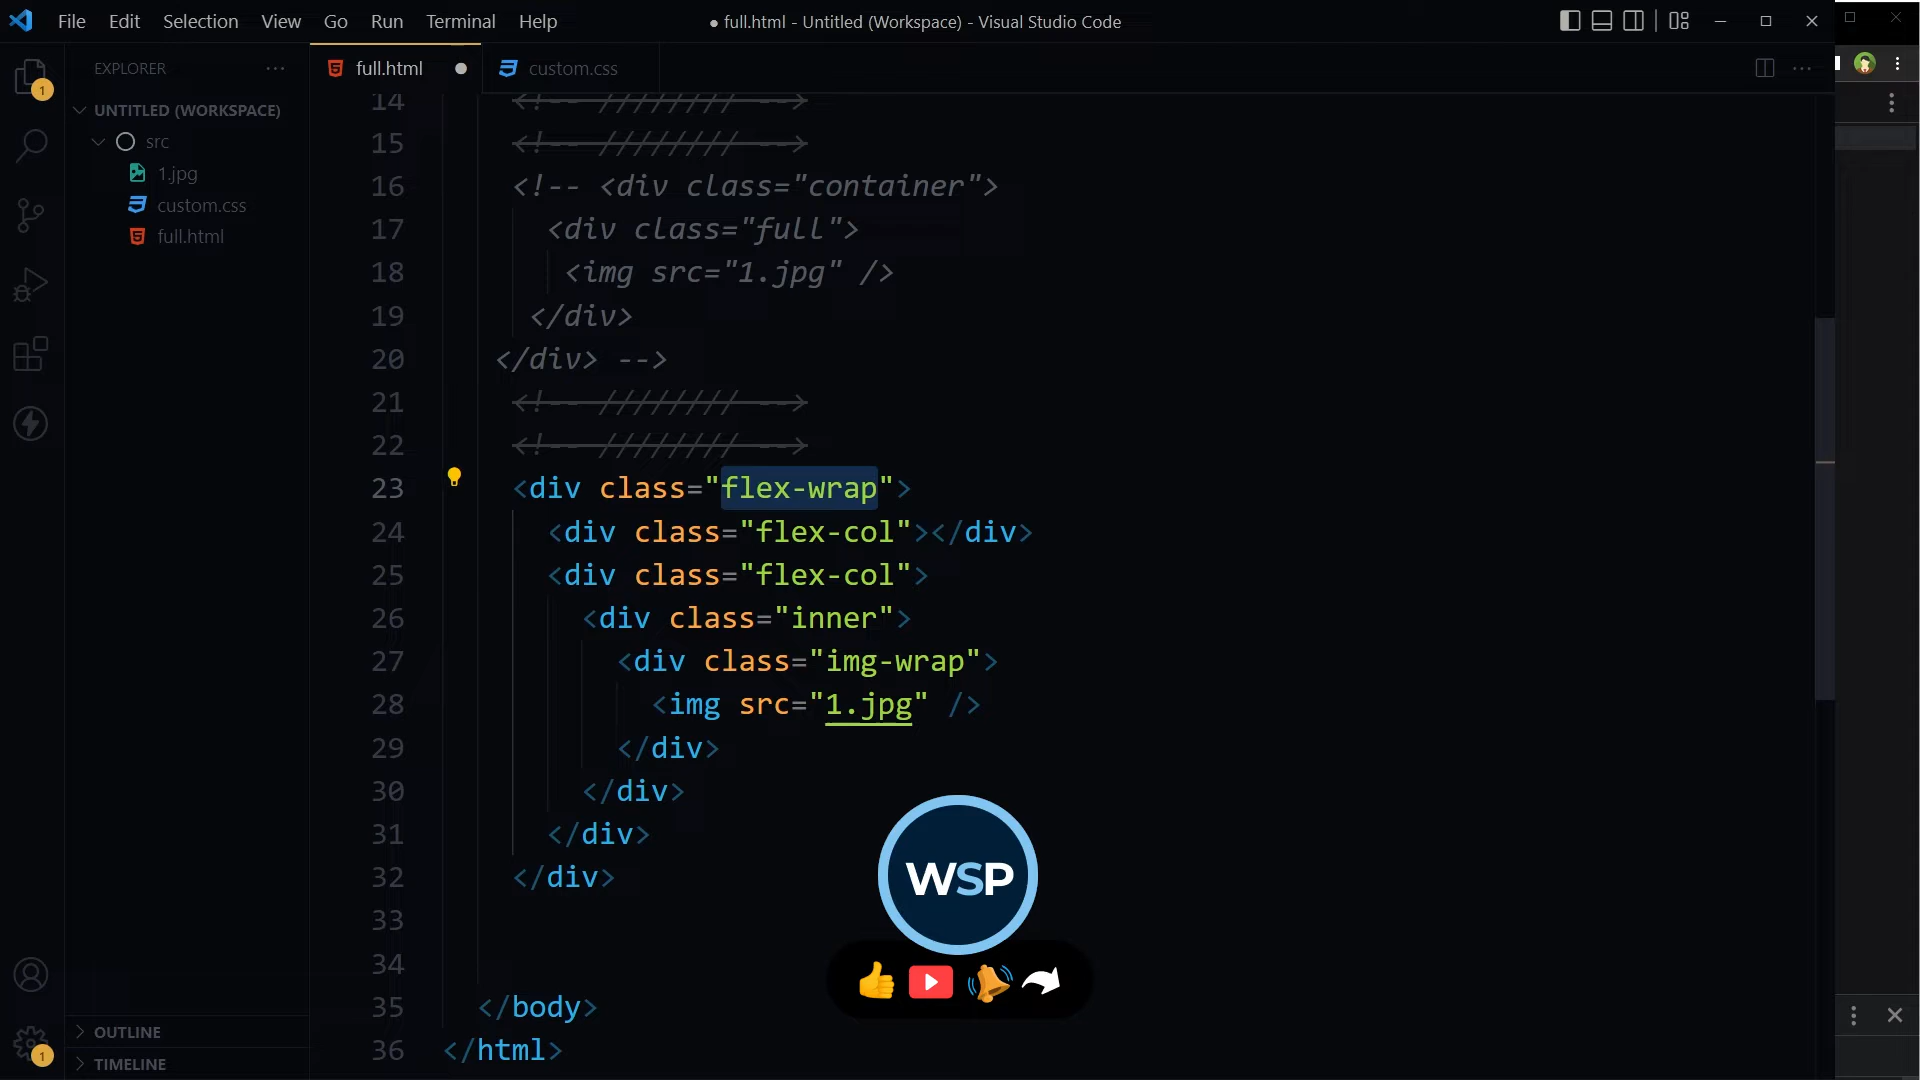 File Edit Selection View Go Run Terminal Help
● full.html - Untitled (Workspace) - Visual Studio Code
EXPLORER ···
full.html ●
custom.css
1
UNTITLED (WORKSPACE)
src
1.jpg
custom.css
full.html
14 <!-- //////// -->
15 <!-- //////// -->
16 <!-- <div class="container">
17 <div class="full">
18 <img src="1.jpg" />
19 </div>
20 </div> -->
21 <!-- //////// -->
22 <!-- //////// -->
23 <div class="flex-wrap">
24 <div class="flex-col"></div>
25 <div class="flex-col">
26 <div class="inner">
27 <div class="img-wrap">
28 <img src="1.jpg" />
29 </div>
30 </div>
31 </div>
32 </div>
33
34
35 </body>
36 </html>
WSP
OUTLINE
TIMELINE
1